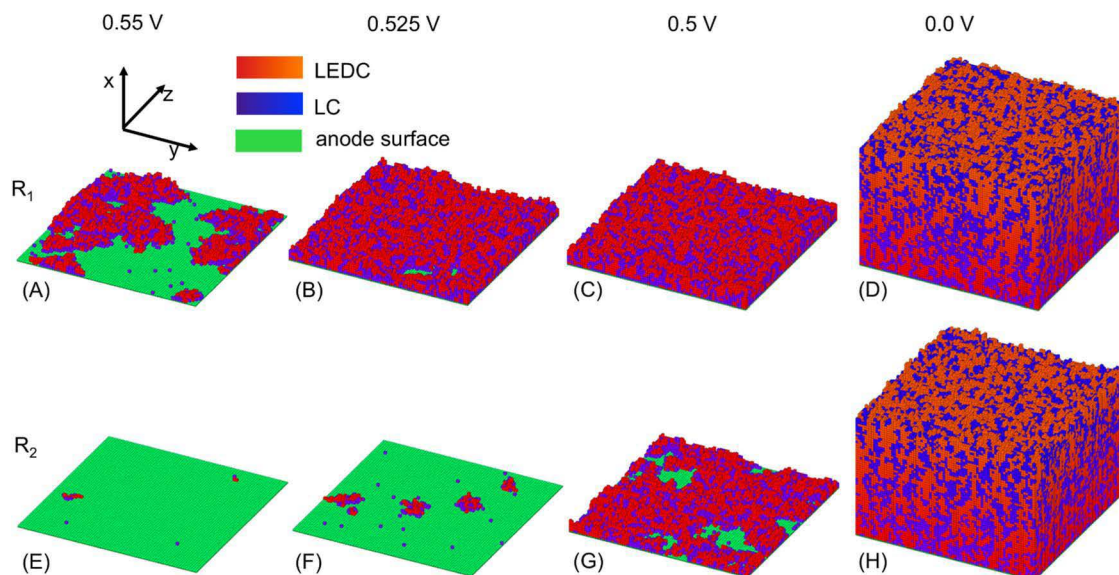 0.55 V 0.525 V 0.5 V 0.0 V
x
z
y
LEDC
LC
anode surface
R1
(A) (B) (C) (D)
R2
(E) (F) (G) (H)